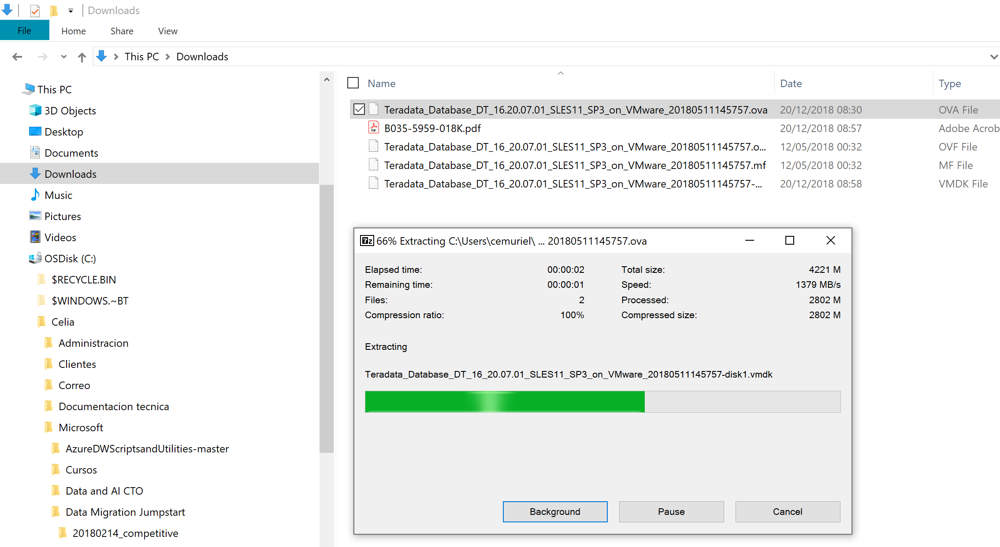 Downloads
File Home Share View
This PC Downloads
This PC
3D Objects
Desktop
Documents
Downloads
Music
Pictures
Videos
OSDisk (C:)
$RECYCLE.BIN
$WINDOWS.~BT
Celia
Administracion
Clientes
Correo
Documentacion tecnica
Microsoft
AzureDWScriptsandUtilities-master
Cursos
Data and AI CTO
Data Migration Jumpstart
20180214_competitive
Name Date Type
Teradata_Database_DT_16.20.07.01_SLES11_SP3_on_VMware_20180511145757.ova 20/12/2018 08:30 OVA File
PDF
B035-5959-018K.pdf 20/12/2018 08:57 Adobe Acrob
Teradata_Database_DT_16_20.07.01_SLES11_SP3_on_VMware_20180511145757.o... 12/05/2018 00:32 OVF File
Teradata_Database_DT_16_20.07.01_SLES11_SP3_on_VMware_20180511145757.mf 12/05/2018 00:32 MF File
Teradata_Database_DT_16_20.07.01_SLES11_SP3_on_VMware_20180511145757-... 20/12/2018 08:58 VMDK File
7z 66% Extracting C:\Users\cemuriel\ ... 20180511145757.ova
Elapsed time: 00:00:02 Total size: 4221 M
Remaining time: 00:00:01 Speed: 1379 MB/s
Files: 2 Processed: 2802 M
Compression ratio: 100% Compressed size: 2802 M
Extracting
Teradata_Database_DT_16_20.07.01_SLES11_SP3_on_VMware_20180511145757-disk1.vmdk
Background Pause Cancel